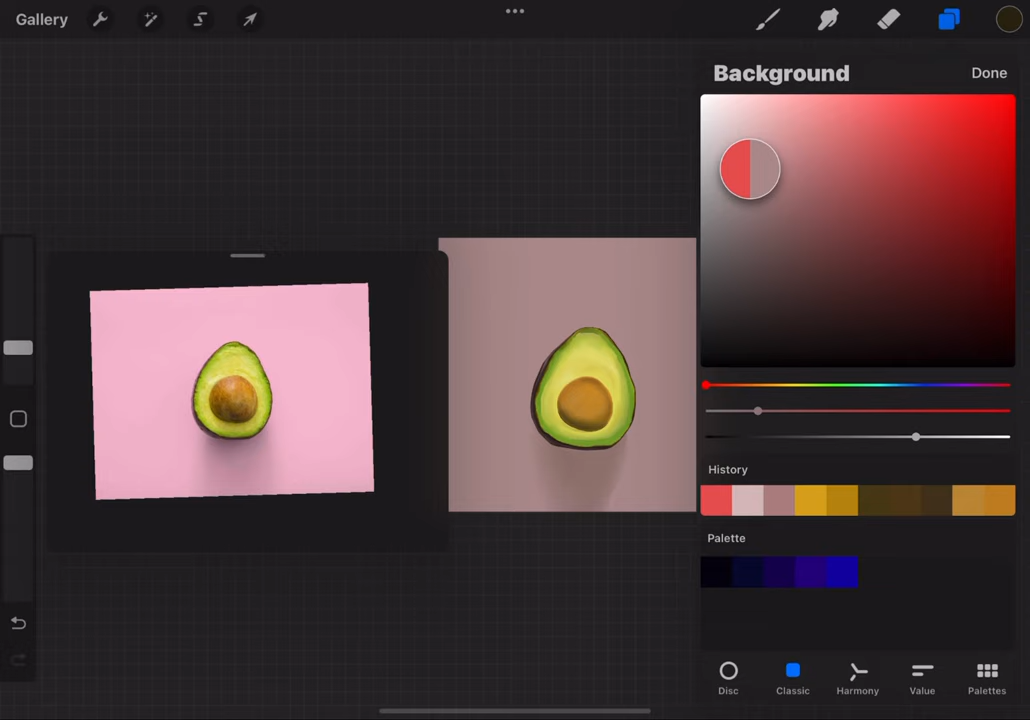 Gallery
Background
Done
History
Palette
Disc
Classic
Harmony
Value
Palettes